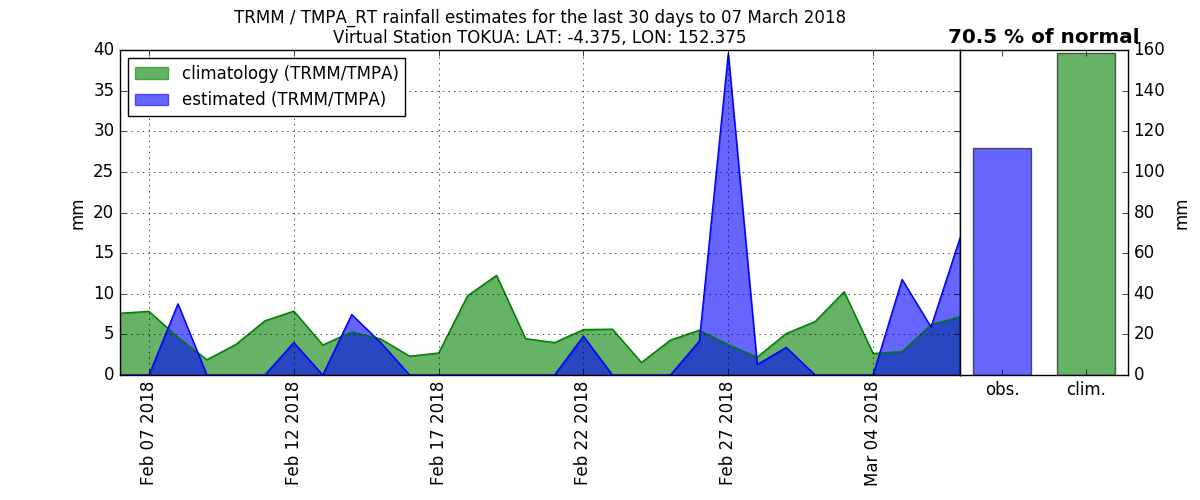 TRMM / TMPA_RT rainfall estimates for the last 30 days to 07 March 2018
Virtual Station TOKUA: LAT: -4.375, LON: 152.375
70.5 % of normal
climatology (TRMM/TMPA)
estimated (TRMM/TMPA)
mm
40
35
30
25
20
15
10
5
0
Feb 07 2018
Feb 12 2018
Feb 17 2018
Feb 22 2018
Feb 27 2018
Mar 04 2018
obs.
clim.
160
140
120
100
80
60
40
20
0
mm